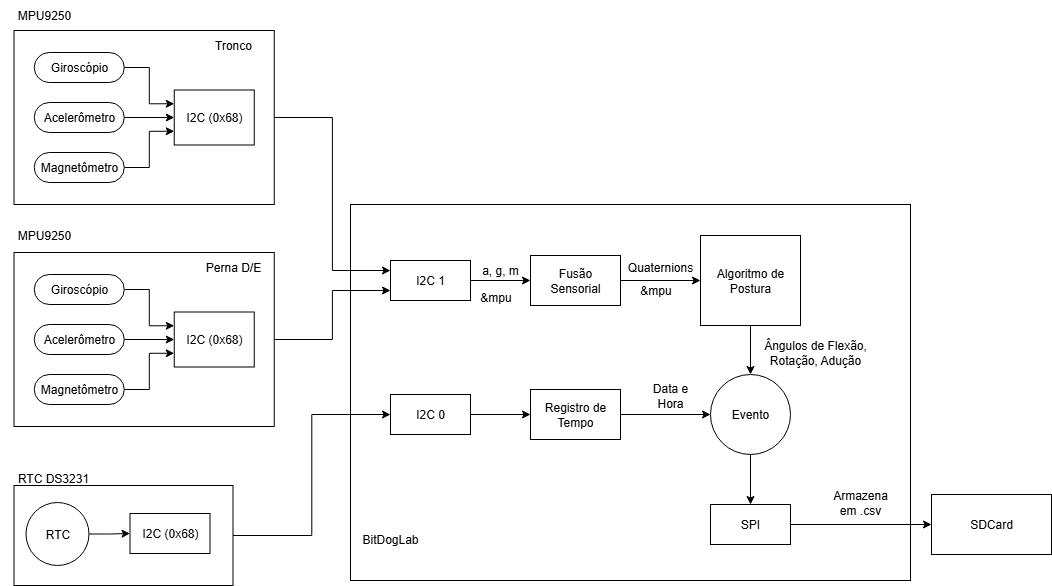 MPU9250
Tronco
Giroscópio
Acelerômetro
Magnetômetro
I2C (0x68)
MPU9250
Perna D/E
Giroscópio
Acelerômetro
Magnetômetro
I2C (0x68)
RTC DS3231
RTC
I2C (0x68)
I2C 1
a, g, m
&mpu
Fusão
Sensorial
Quaternions
&mpu
Algoritmo de
Postura
Ângulos de Flexão,
Rotação, Adução
I2C 0
Registro de
Tempo
Data e
Hora
Evento
SPI
Armazena
em .csv
SDCard
BitDogLab